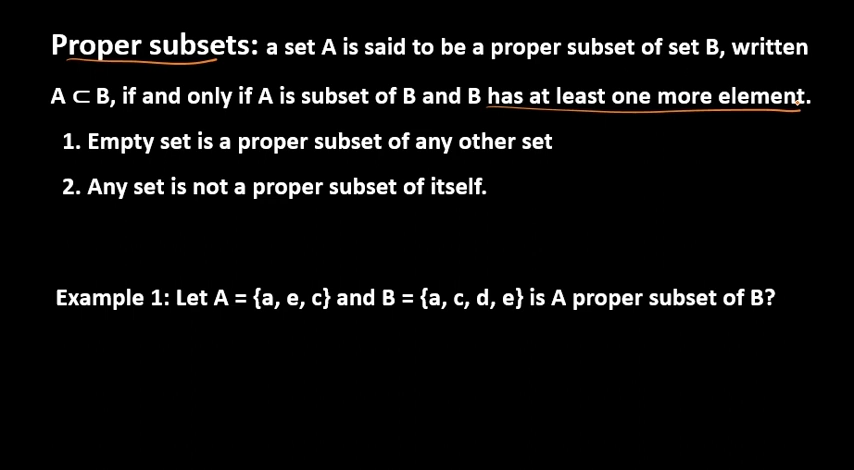 Proper subsets: a set A is said to be a proper subset of set B, written
A ⊂ B, if and only if A is subset of B and B has at least one more element.
1. Empty set is a proper subset of any other set
2. Any set is not a proper subset of itself.
Example 1: Let A = {a, e, c} and B = {a, c, d, e} is A proper subset of B?